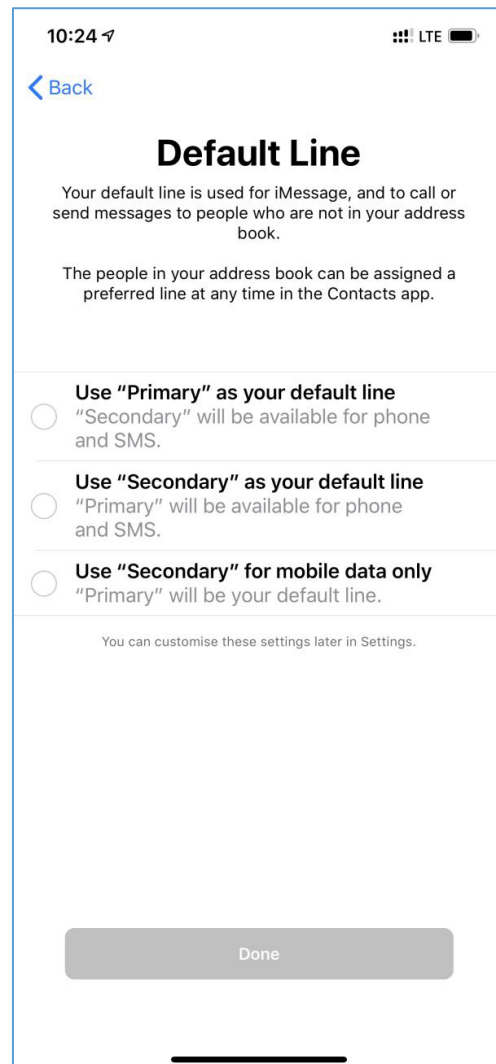 10:24
LTE
Back
Default Line
Your default line is used for iMessage, and to call or
send messages to people who are not in your address
book.
The people in your address book can be assigned a
preferred line at any time in the Contacts app.
Use “Primary” as your default line
“Secondary” will be available for phone
and SMS.
Use “Secondary” as your default line
“Primary” will be available for phone
and SMS.
Use “Secondary” for mobile data only
“Primary” will be your default line.
You can customise these settings later in Settings.
Done